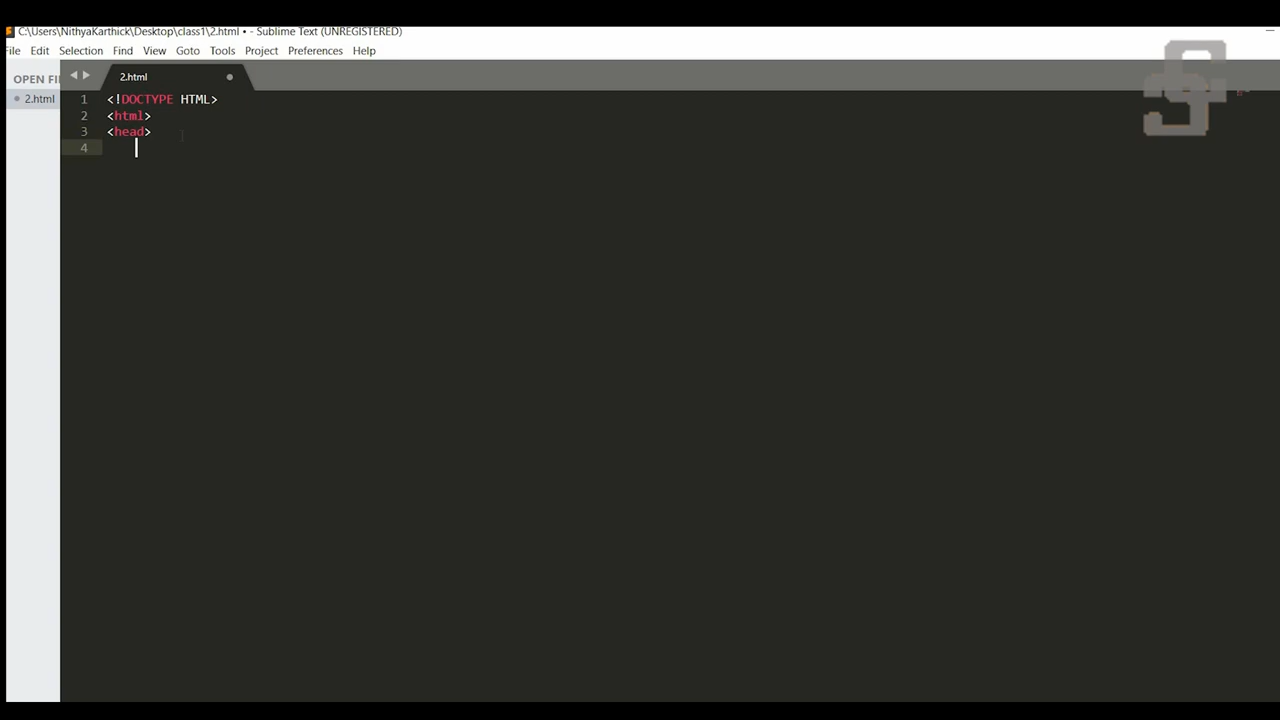 C:\Users\NithyaKarthick\Desktop\class1\2.html • - Sublime Text (UNREGISTERED)
File Edit Selection Find View Goto Tools Project Preferences Help
OPEN FI
2.html
2.html
1 <!DOCTYPE HTML>
2 <html>
3 <head>
4